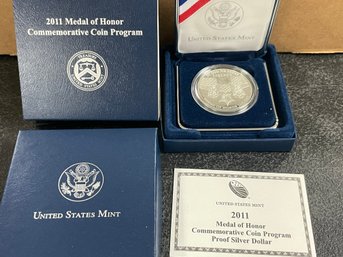 2011 Medal of Honor
Commemorative Coin Program
UNITED STATES MINT
UNITED STATES MINT
UNITED STATES MINT
2011
Medal of Honor
Commemorative Coin Program
Proof Silver Dollar